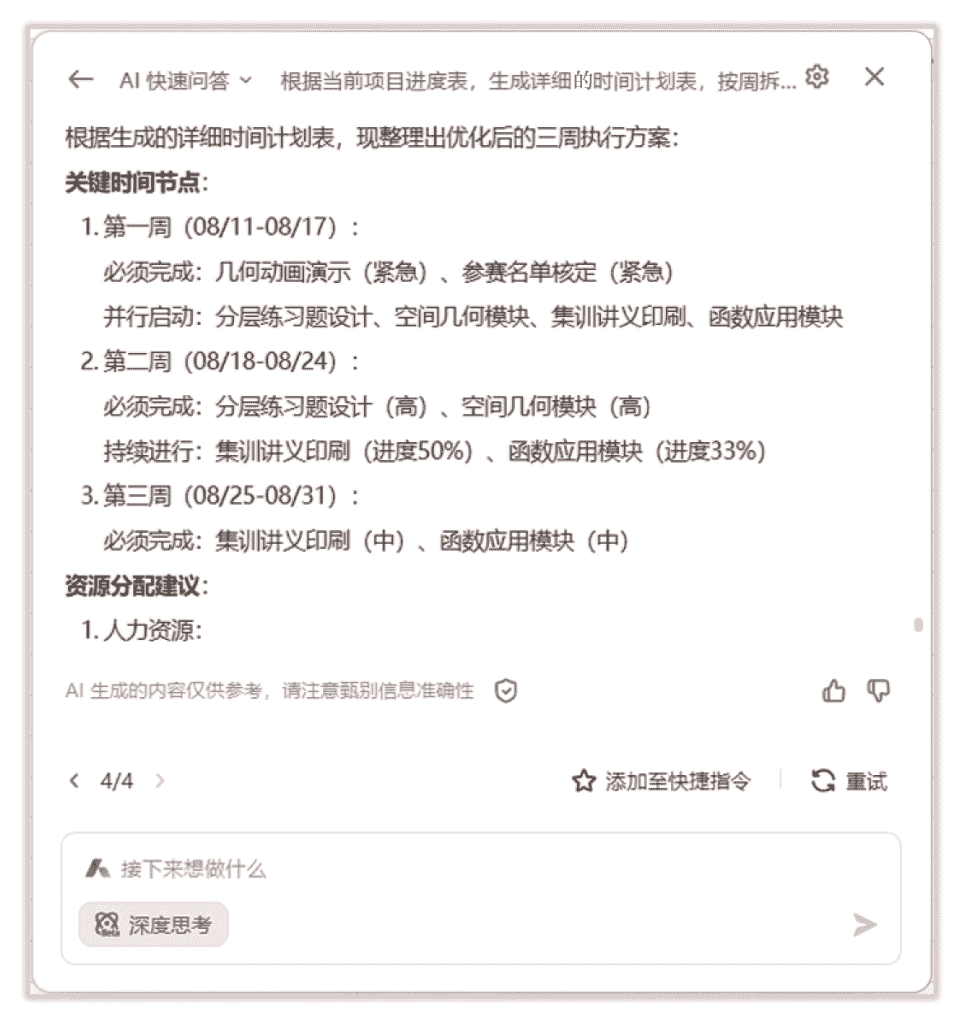 AI 快速问答 根据当前项目进度表，生成详细的时间计划表，按周拆...
根据生成的详细时间计划表，现整理出优化后的三周执行方案：
关键时间节点：
1. 第一周（08/11-08/17）：
必须完成：几何动画演示（紧急）、参赛名单核定（紧急）
并行启动：分层练习题设计、空间几何模块、集训讲义印刷、函数应用模块
2. 第二周（08/18-08/24）：
必须完成：分层练习题设计（高）、空间几何模块（高）
持续进行：集训讲义印刷（进度50%）、函数应用模块（进度33%）
3. 第三周（08/25-08/31）：
必须完成：集训讲义印刷（中）、函数应用模块（中）
资源分配建议：
1. 人力资源：
AI 生成的内容仅供参考，请注意甄别信息准确性
4/4 添加至快捷指令 重试
接下来想做什么
Beta 深度思考